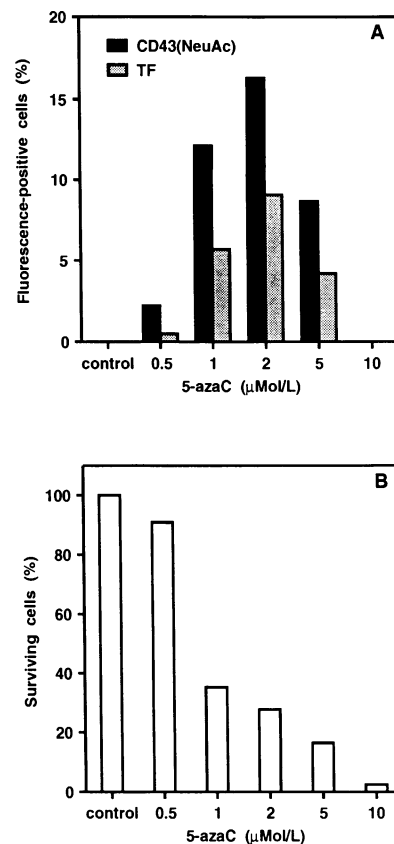 20
A
CD43(NeuAc)
TF
15
10
5
0
Fluorescence-positive cells (%)
control 0.5 1 2 5 10
5-azaC (μMol/L)
B
100
80
60
40
20
0
Surviving cells (%)
control 0.5 1 2 5 10
5-azaC (μMol/L)